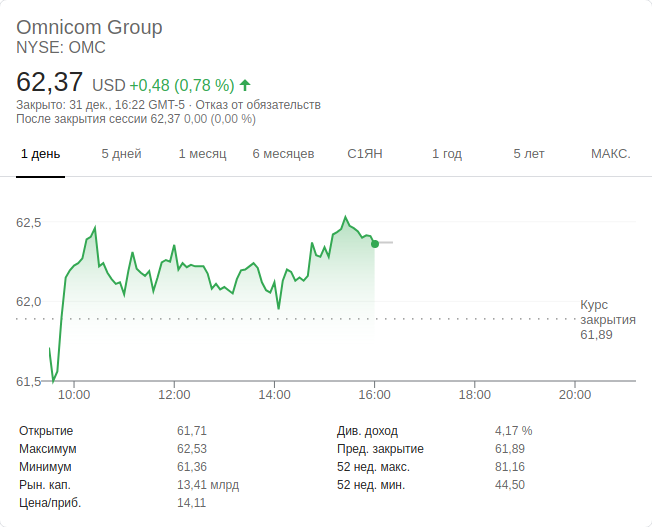 Omnicom Group
NYSE: OMC
62,37 USD +0,48 (0,78 %)
Закрыто: 31 дек., 16:22 GMT-5 · Отказ от обязательств
После закрытия сессии 62,37 0,00 (0,00 %)
1 день 5 дней 1 месяц 6 месяцев С1ЯН 1 год 5 лет МАКС.
62,5
62,0
Курс
закрытия
61,89
61,5
10:00 12:00 14:00 16:00 18:00 20:00
Открытие 61,71 Див. доход 4,17 %
Максимум 62,53 Пред. закрытие 61,89
Минимум 61,36 52 нед. макс. 81,16
Рын. кап. 13,41 млрд 52 нед. мин. 44,50
Цена/приб. 14,11